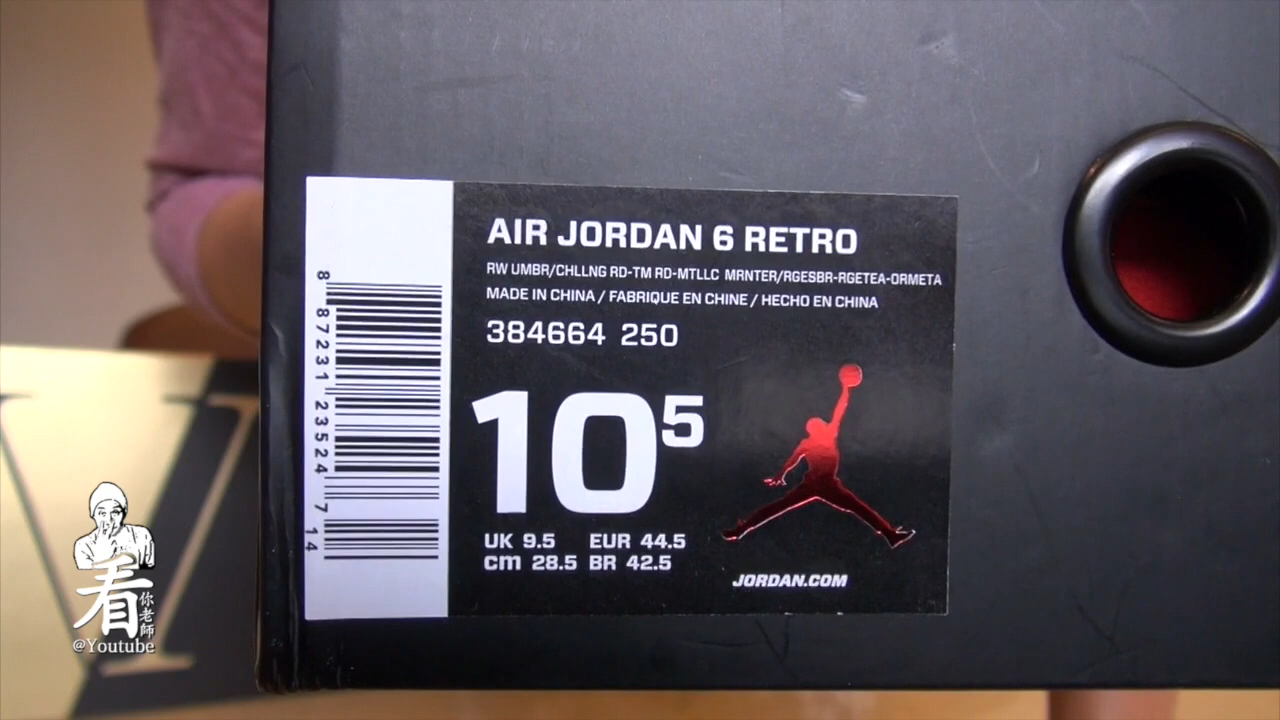 AIR JORDAN 6 RETRO
RW UMBR/CHLLNG RD-TM RD-MTLLC MRNTER/RGESBR-RGETEA-ORMETA
MADE IN CHINA / FABRIQUE EN CHINE / HECHO EN CHINA
384664 250
10⁵
UK 9.5 EUR 44.5
cm 28.5 BR 42.5
JORDAN.COM
8 87231 23524 7 14
VI
看你老師
@Youtube